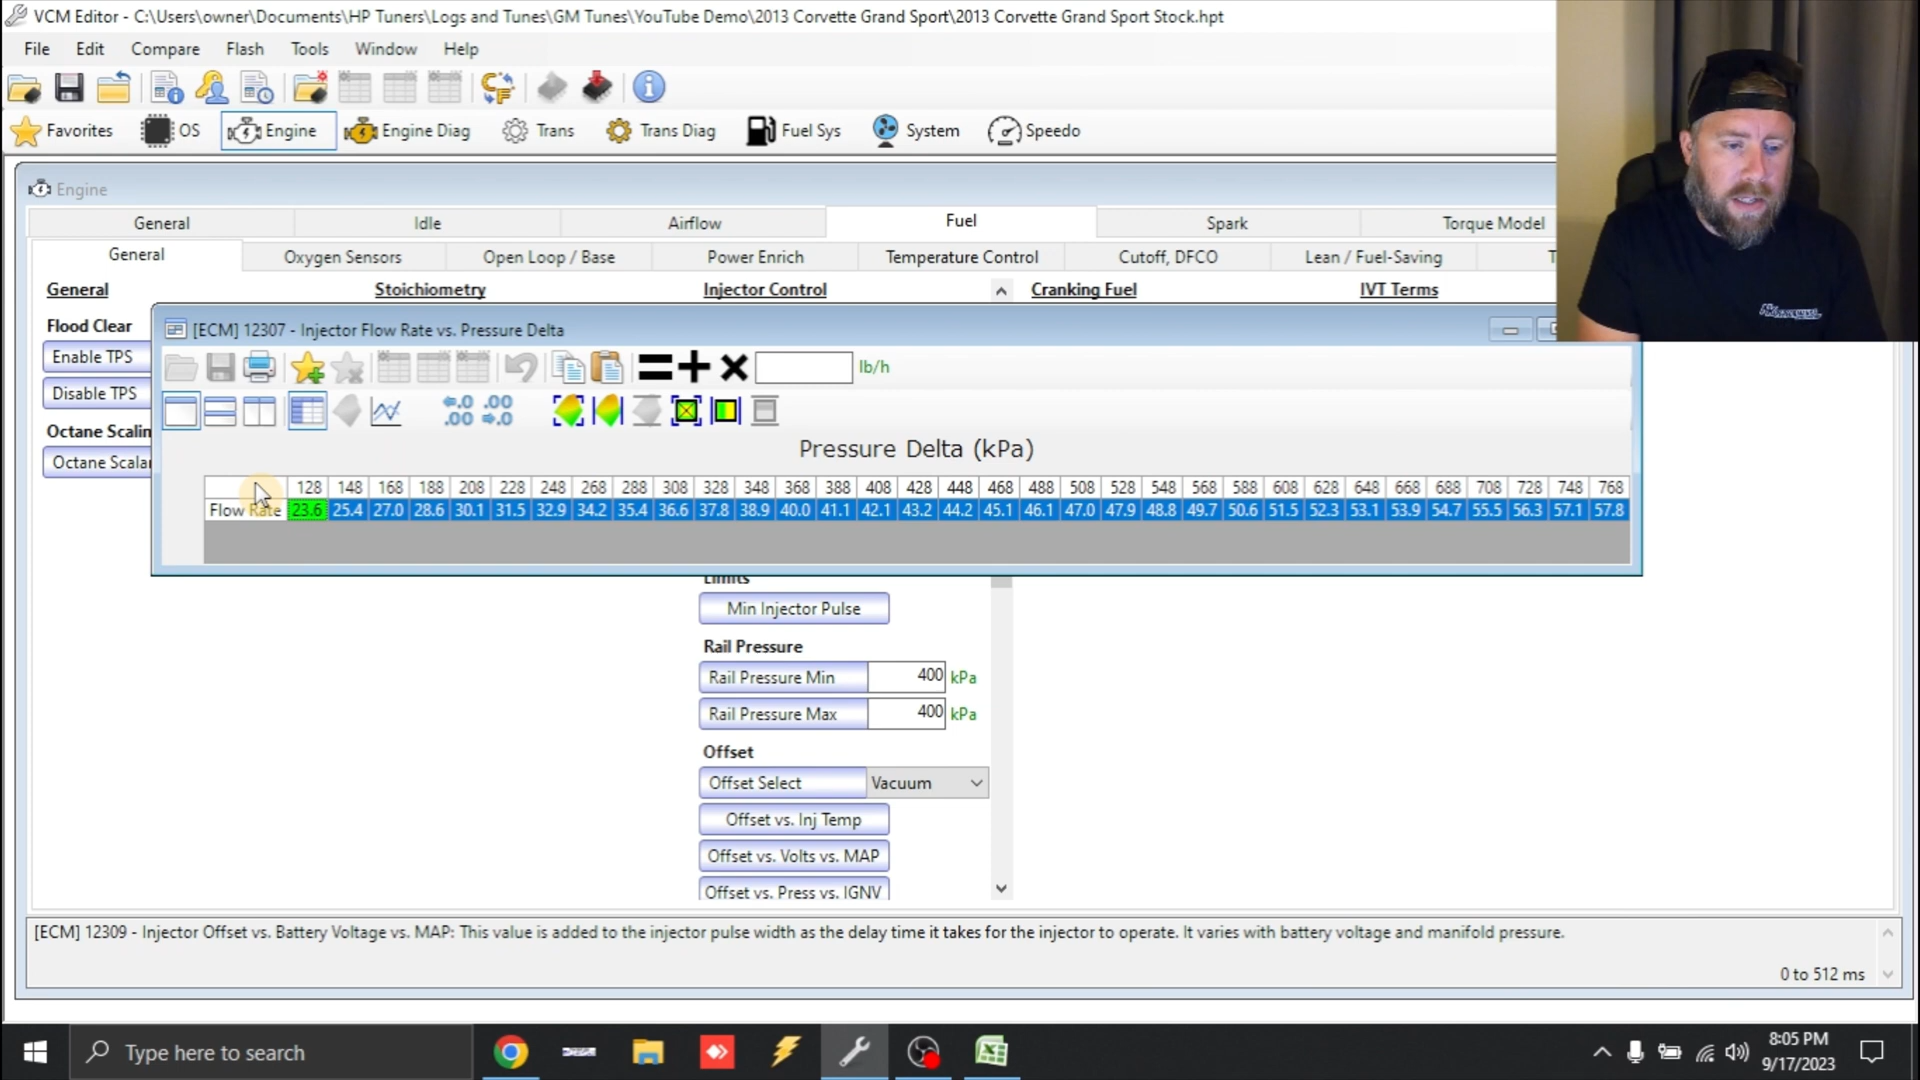 VCM Editor - C:\Users\owner\Documents\HP Tuners\Logs and Tunes\GM Tunes\YouTube Demo\2013 Corvette Grand Sport\2013 Corvette Grand Sport Stock.hpt
File Edit Compare Flash Tools Window Help
Favorites OS Engine Engine Diag Trans Trans Diag Fuel Sys System Speedo
Engine
General Idle Airflow Fuel Spark Torque Model
General Oxygen Sensors Open Loop / Base Power Enrich Temperature Control Cutoff, DFCO Lean / Fuel-Saving T
General Stoichiometry Injector Control Cranking Fuel IVT Terms
Flood Clear
Enable TPS
Disable TPS
Octane Scalin
Octane Scalar
[ECM] 12307 - Injector Flow Rate vs. Pressure Delta
lb/h
Pressure Delta (kPa)
128 148 168 188 208 228 248 268 288 308 328 348 368 388 408 428 448 468 488 508 528 548 568 588 608 628 648 668 688 708 728 748 768
Flow Rate 23.6 25.4 27.0 28.6 30.1 31.5 32.9 34.2 35.4 36.6 37.8 38.9 40.0 41.1 42.1 43.2 44.2 45.1 46.1 47.0 47.9 48.8 49.7 50.6 51.5 52.3 53.1 53.9 54.7 55.5 56.3 57.1 57.8
Limits
Min Injector Pulse
Rail Pressure
Rail Pressure Min 400 kPa
Rail Pressure Max 400 kPa
Offset
Offset Select Vacuum
Offset vs. Inj Temp
Offset vs. Volts vs. MAP
Offset vs. Press vs. IGNV
[ECM] 12309 - Injector Offset vs. Battery Voltage vs. MAP: This value is added to the injector pulse width as the delay time it takes for the injector to operate. It varies with battery voltage and manifold pressure.
0 to 512 ms
Type here to search
8:05 PM
9/17/2023